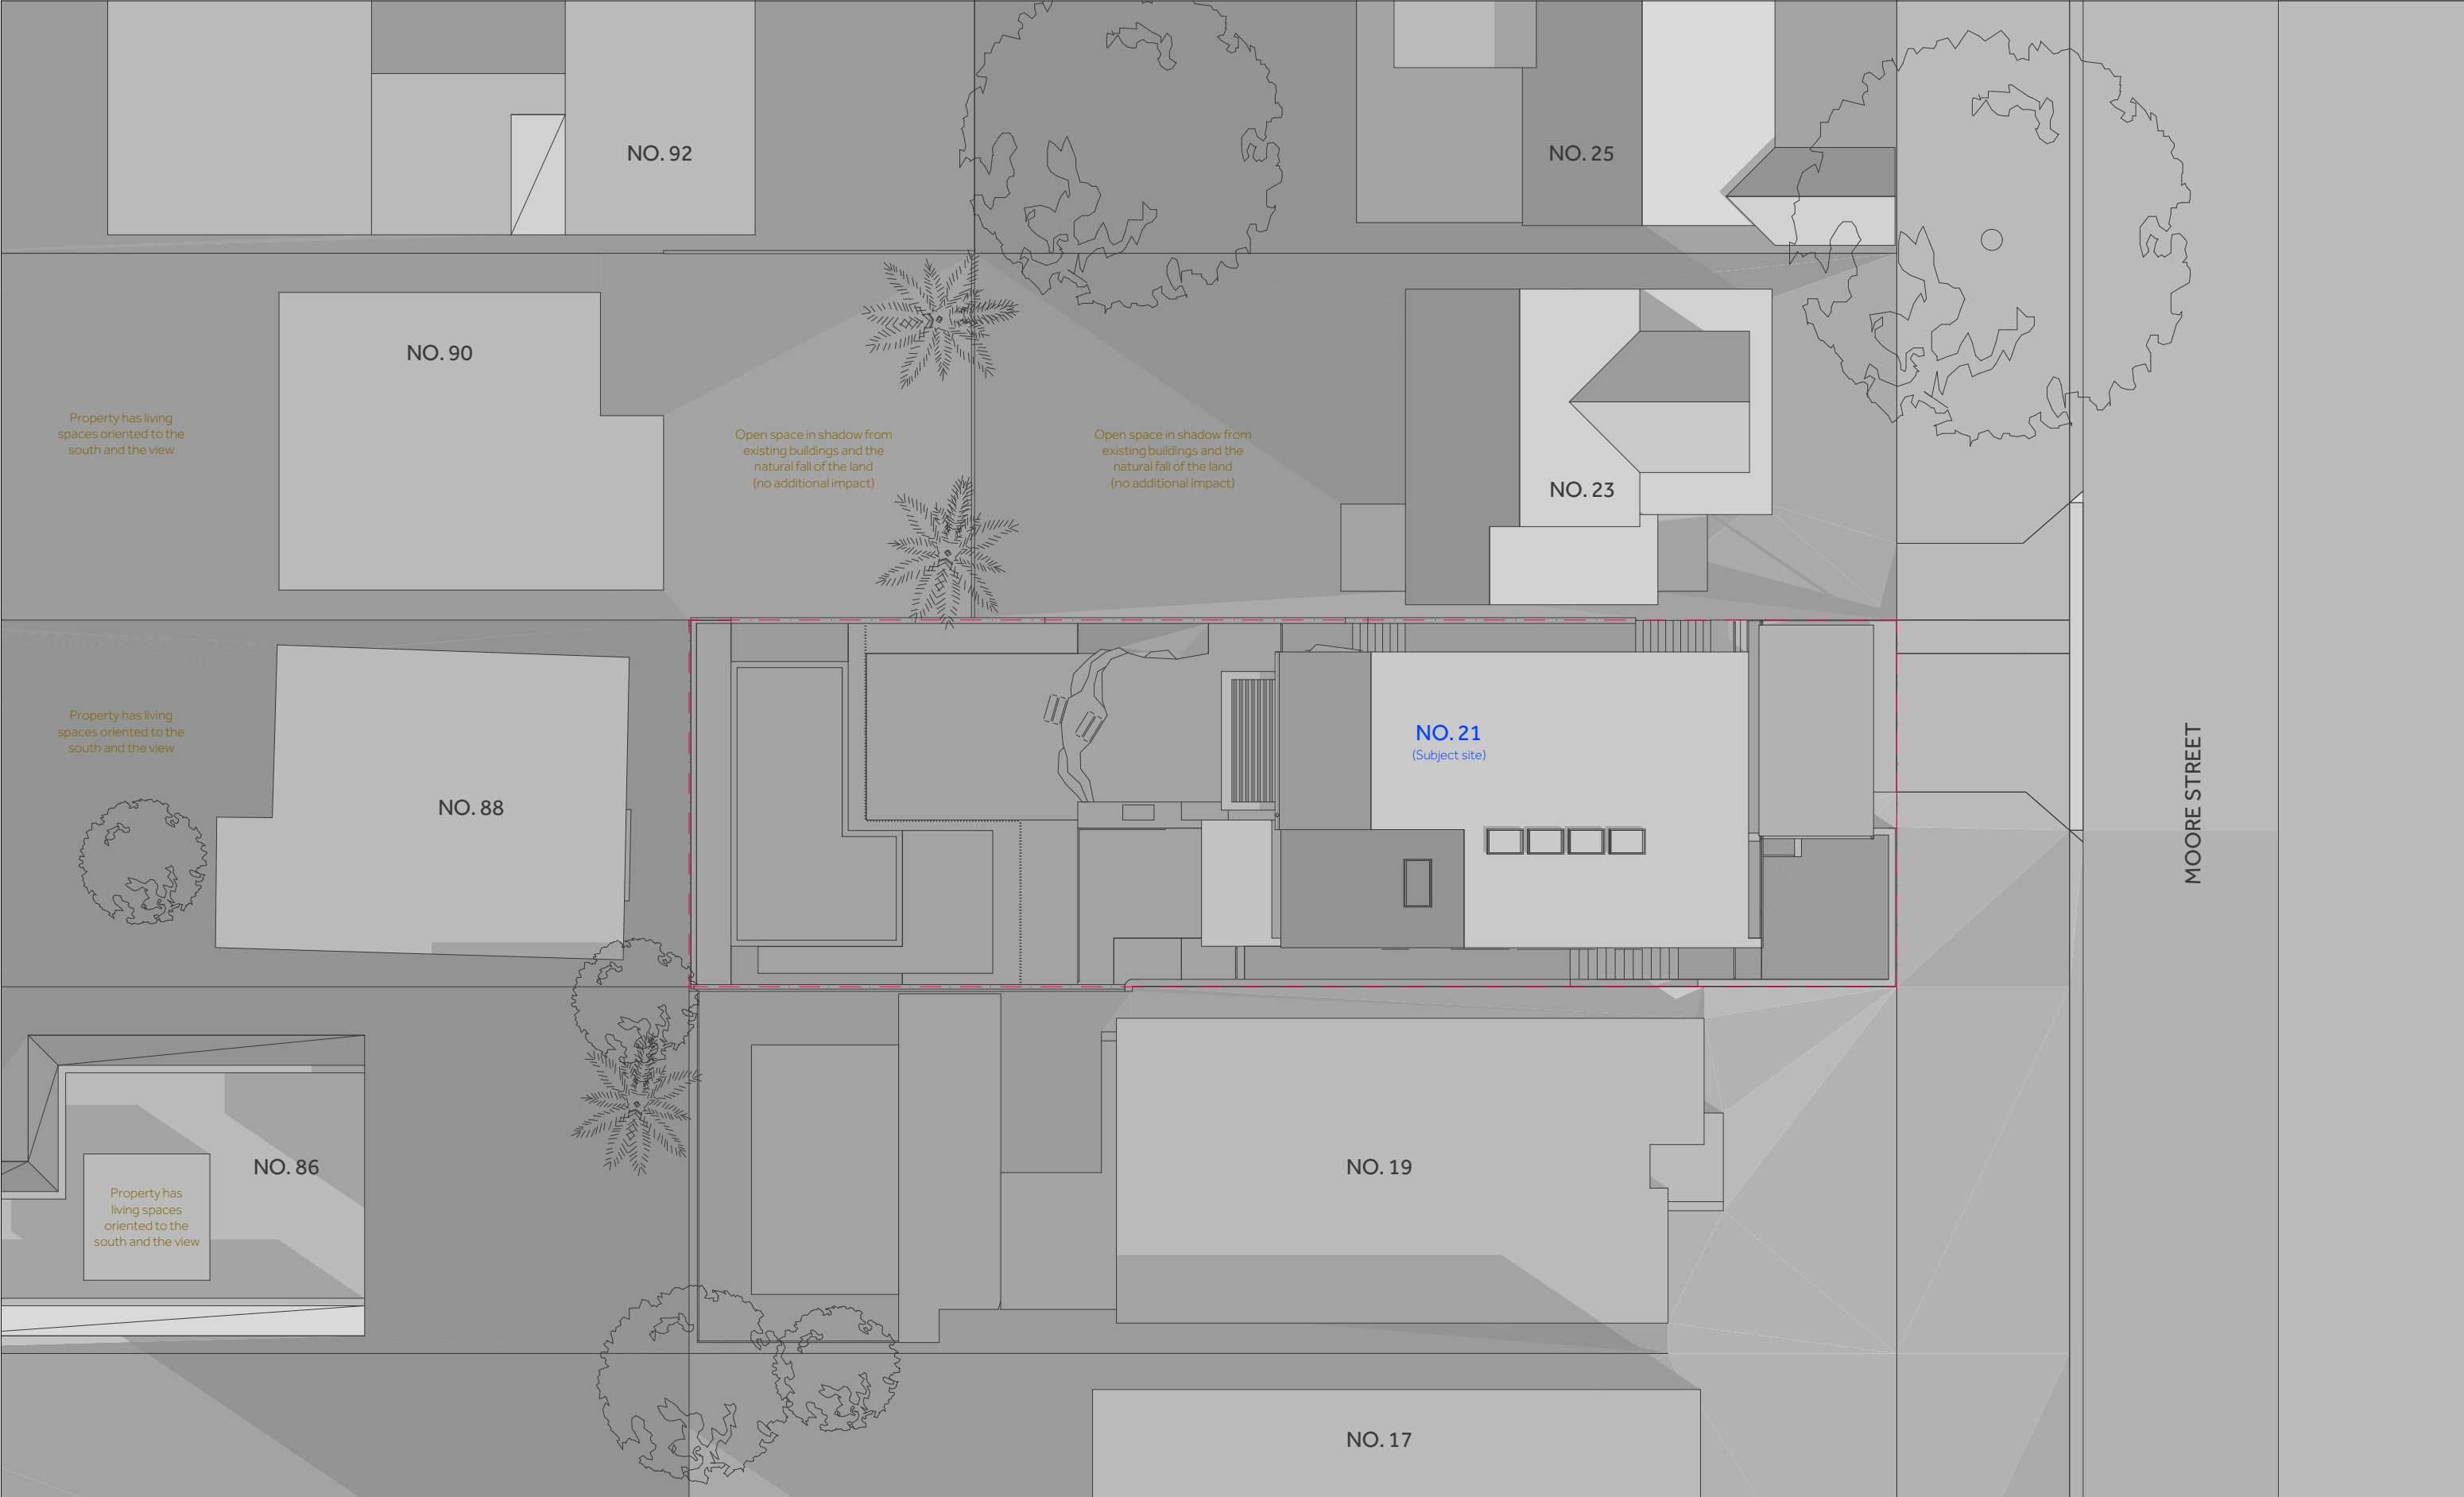 NO. 92
NO. 25
NO. 90
Property has living
spaces oriented to the
south and the view
Open space in shadow from
existing buildings and the
natural fall of the land
(no additional impact)
Open space in shadow from
existing buildings and the
natural fall of the land
(no additional impact)
NO. 23
Property has living
spaces oriented to the
south and the view
NO. 88
NO. 21
(Subject site)
MOORE STREET
NO. 86
Property has
living spaces
oriented to the
south and the view
NO. 19
NO. 17